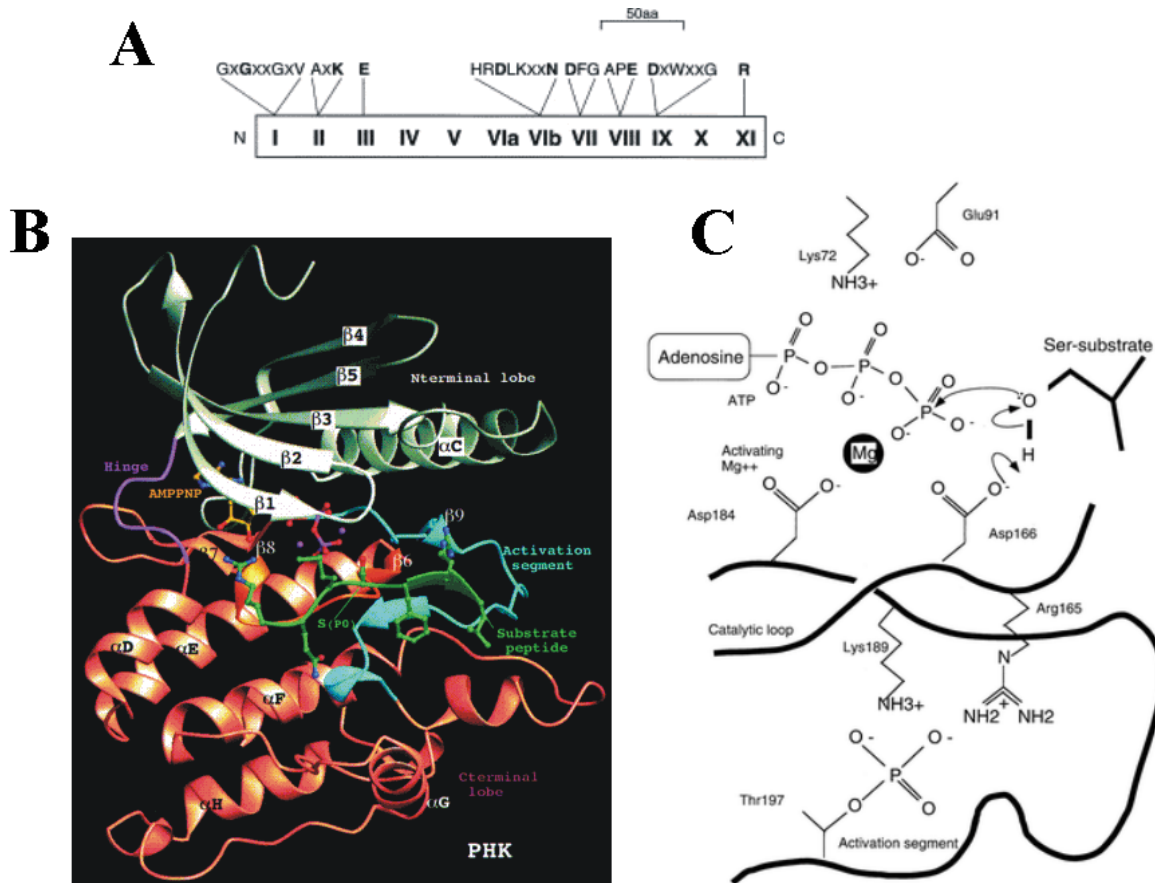 A
50aa
GxGxxGxV AxK E HRDLKxxN DFG APE DxWxxG R
N I II III IV V VIa VIb VII VIII IX X XI C
B
β4
β5
Nterminal lobe
β3
αC
β2
Hinge
AMPPNP
β1
β9
β7
β8
β6
Activation
segment
S(P0)
Substrate
peptide
αD
αE
αF
Cterminal
lobe
αG
αH
PHK
C
Glu91
Lys72
NH3+
O- O
Adenosine
P
O
O-
O
P
O
O-
O
P
O
O-
O-
ATP
Ser-substrate
O
H
Activating
Mg++
Mg
O
O-
Asp184
O
O-
Asp166
Catalytic loop
Arg165
Lys189
N
NH3+
NH2
+
NH2
O-
O-
P
O
O
Thr197
Activation segment